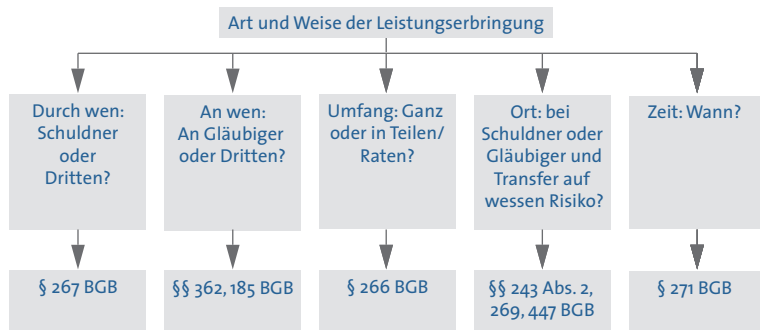 Art und Weise der Leistungserbringung
Durch wen:
Schuldner
oder
Dritten?
An wen:
An Gläubiger
oder Dritten?
Umfang: Ganz
oder in Teilen/
Raten?
Ort: bei
Schuldner oder
Gläubiger und
Transfer auf
wessen Risiko?
Zeit: Wann?
§ 267 BGB
§§ 362, 185 BGB
§ 266 BGB
§§ 243 Abs. 2,
269, 447 BGB
§ 271 BGB